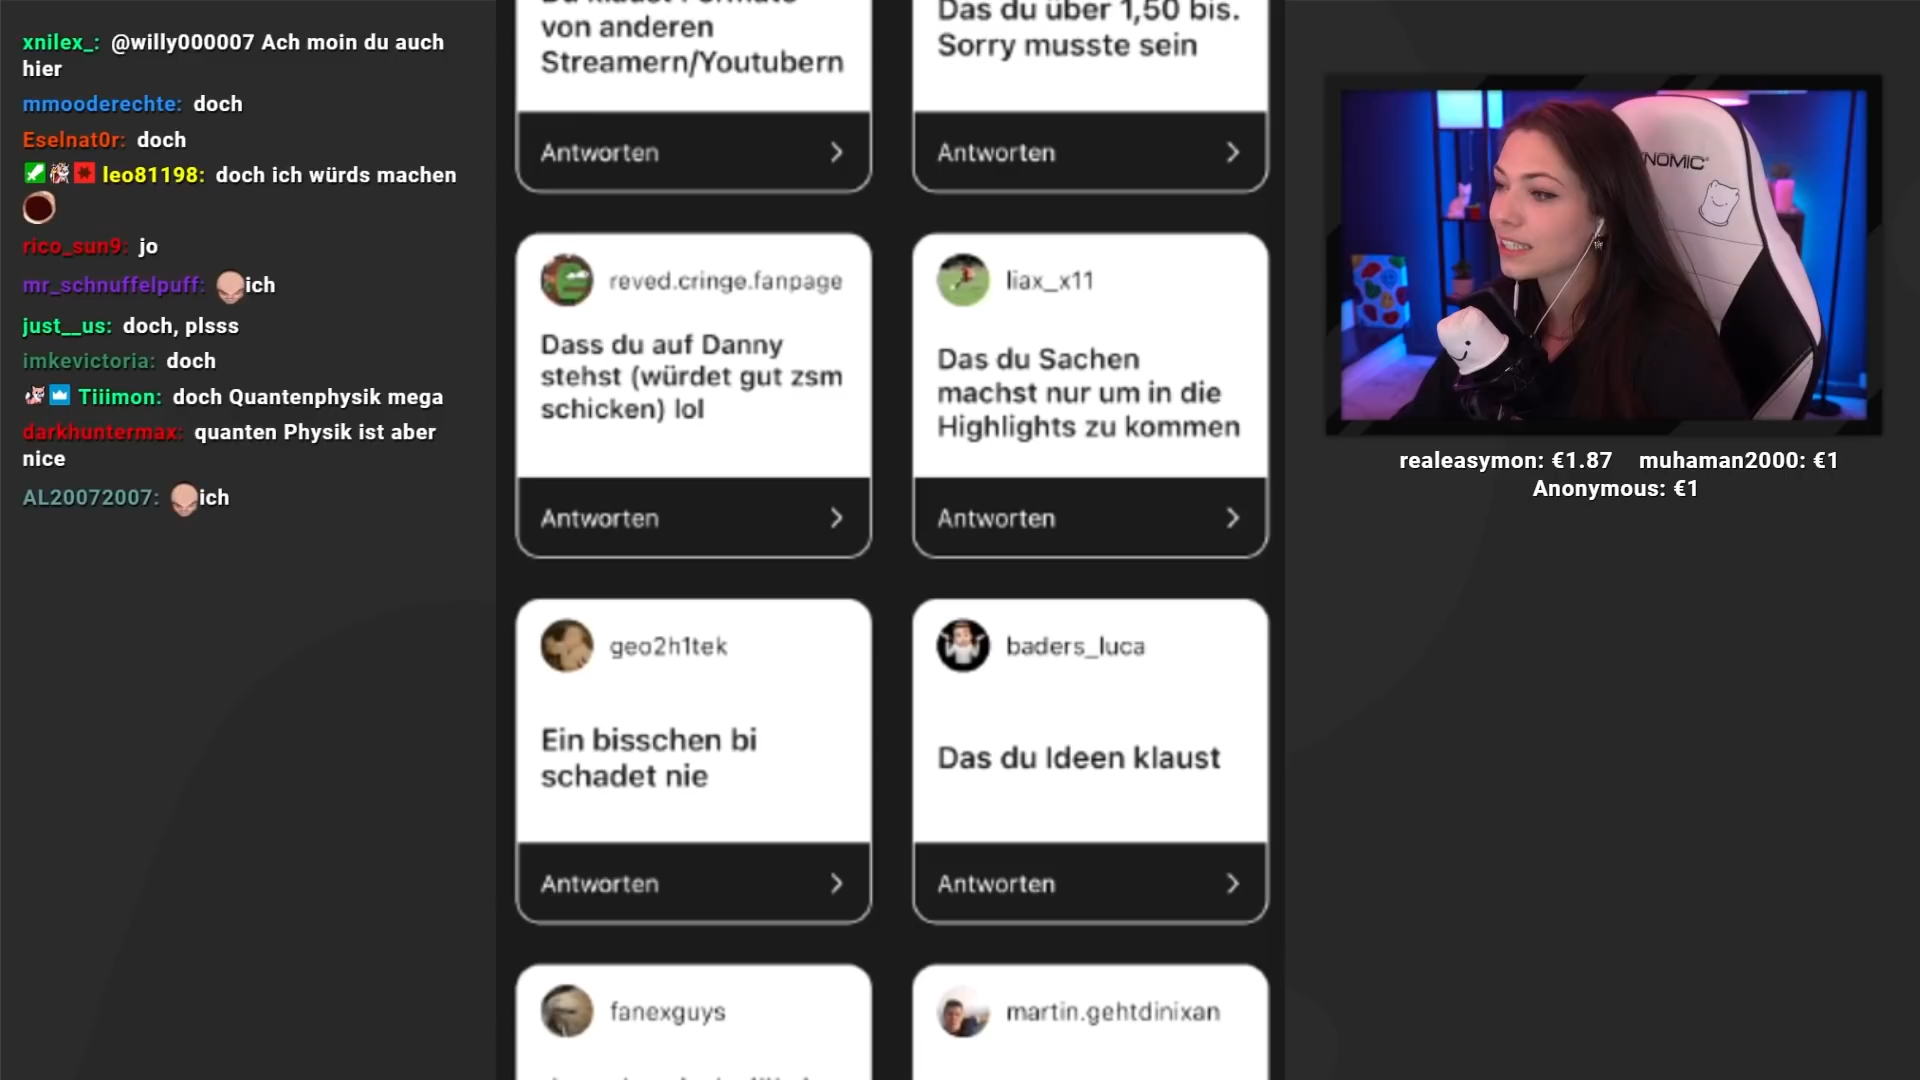 xnilex_: @willy000007 Ach moin du auch
hier
mmooderechte: doch
Eselnat0r: doch
leo81198: doch ich würds machen
rico_sun9: jo
mr_schnuffelpuff: ich
just__us: doch, plsss
imkevictoria: doch
Tiiimon: doch Quantenphysik mega
darkhuntermax: quanten Physik ist aber
nice
AL20072007: ich
von anderen
Streamern/Youtubern
Antworten
Das du über 1,50 bis.
Sorry musste sein
Antworten
reved.cringe.fanpage
Dass du auf Danny
stehst (würdet gut zsm
schicken) lol
Antworten
liax_x11
Das du Sachen
machst nur um in die
Highlights zu kommen
Antworten
geo2h1tek
Ein bisschen bi
schadet nie
Antworten
baders_luca
Das du Ideen klaust
Antworten
fanexguys
martin.gehtdinixan
NOMIC
realeasymon: €1.87 muhaman2000: €1
Anonymous: €1